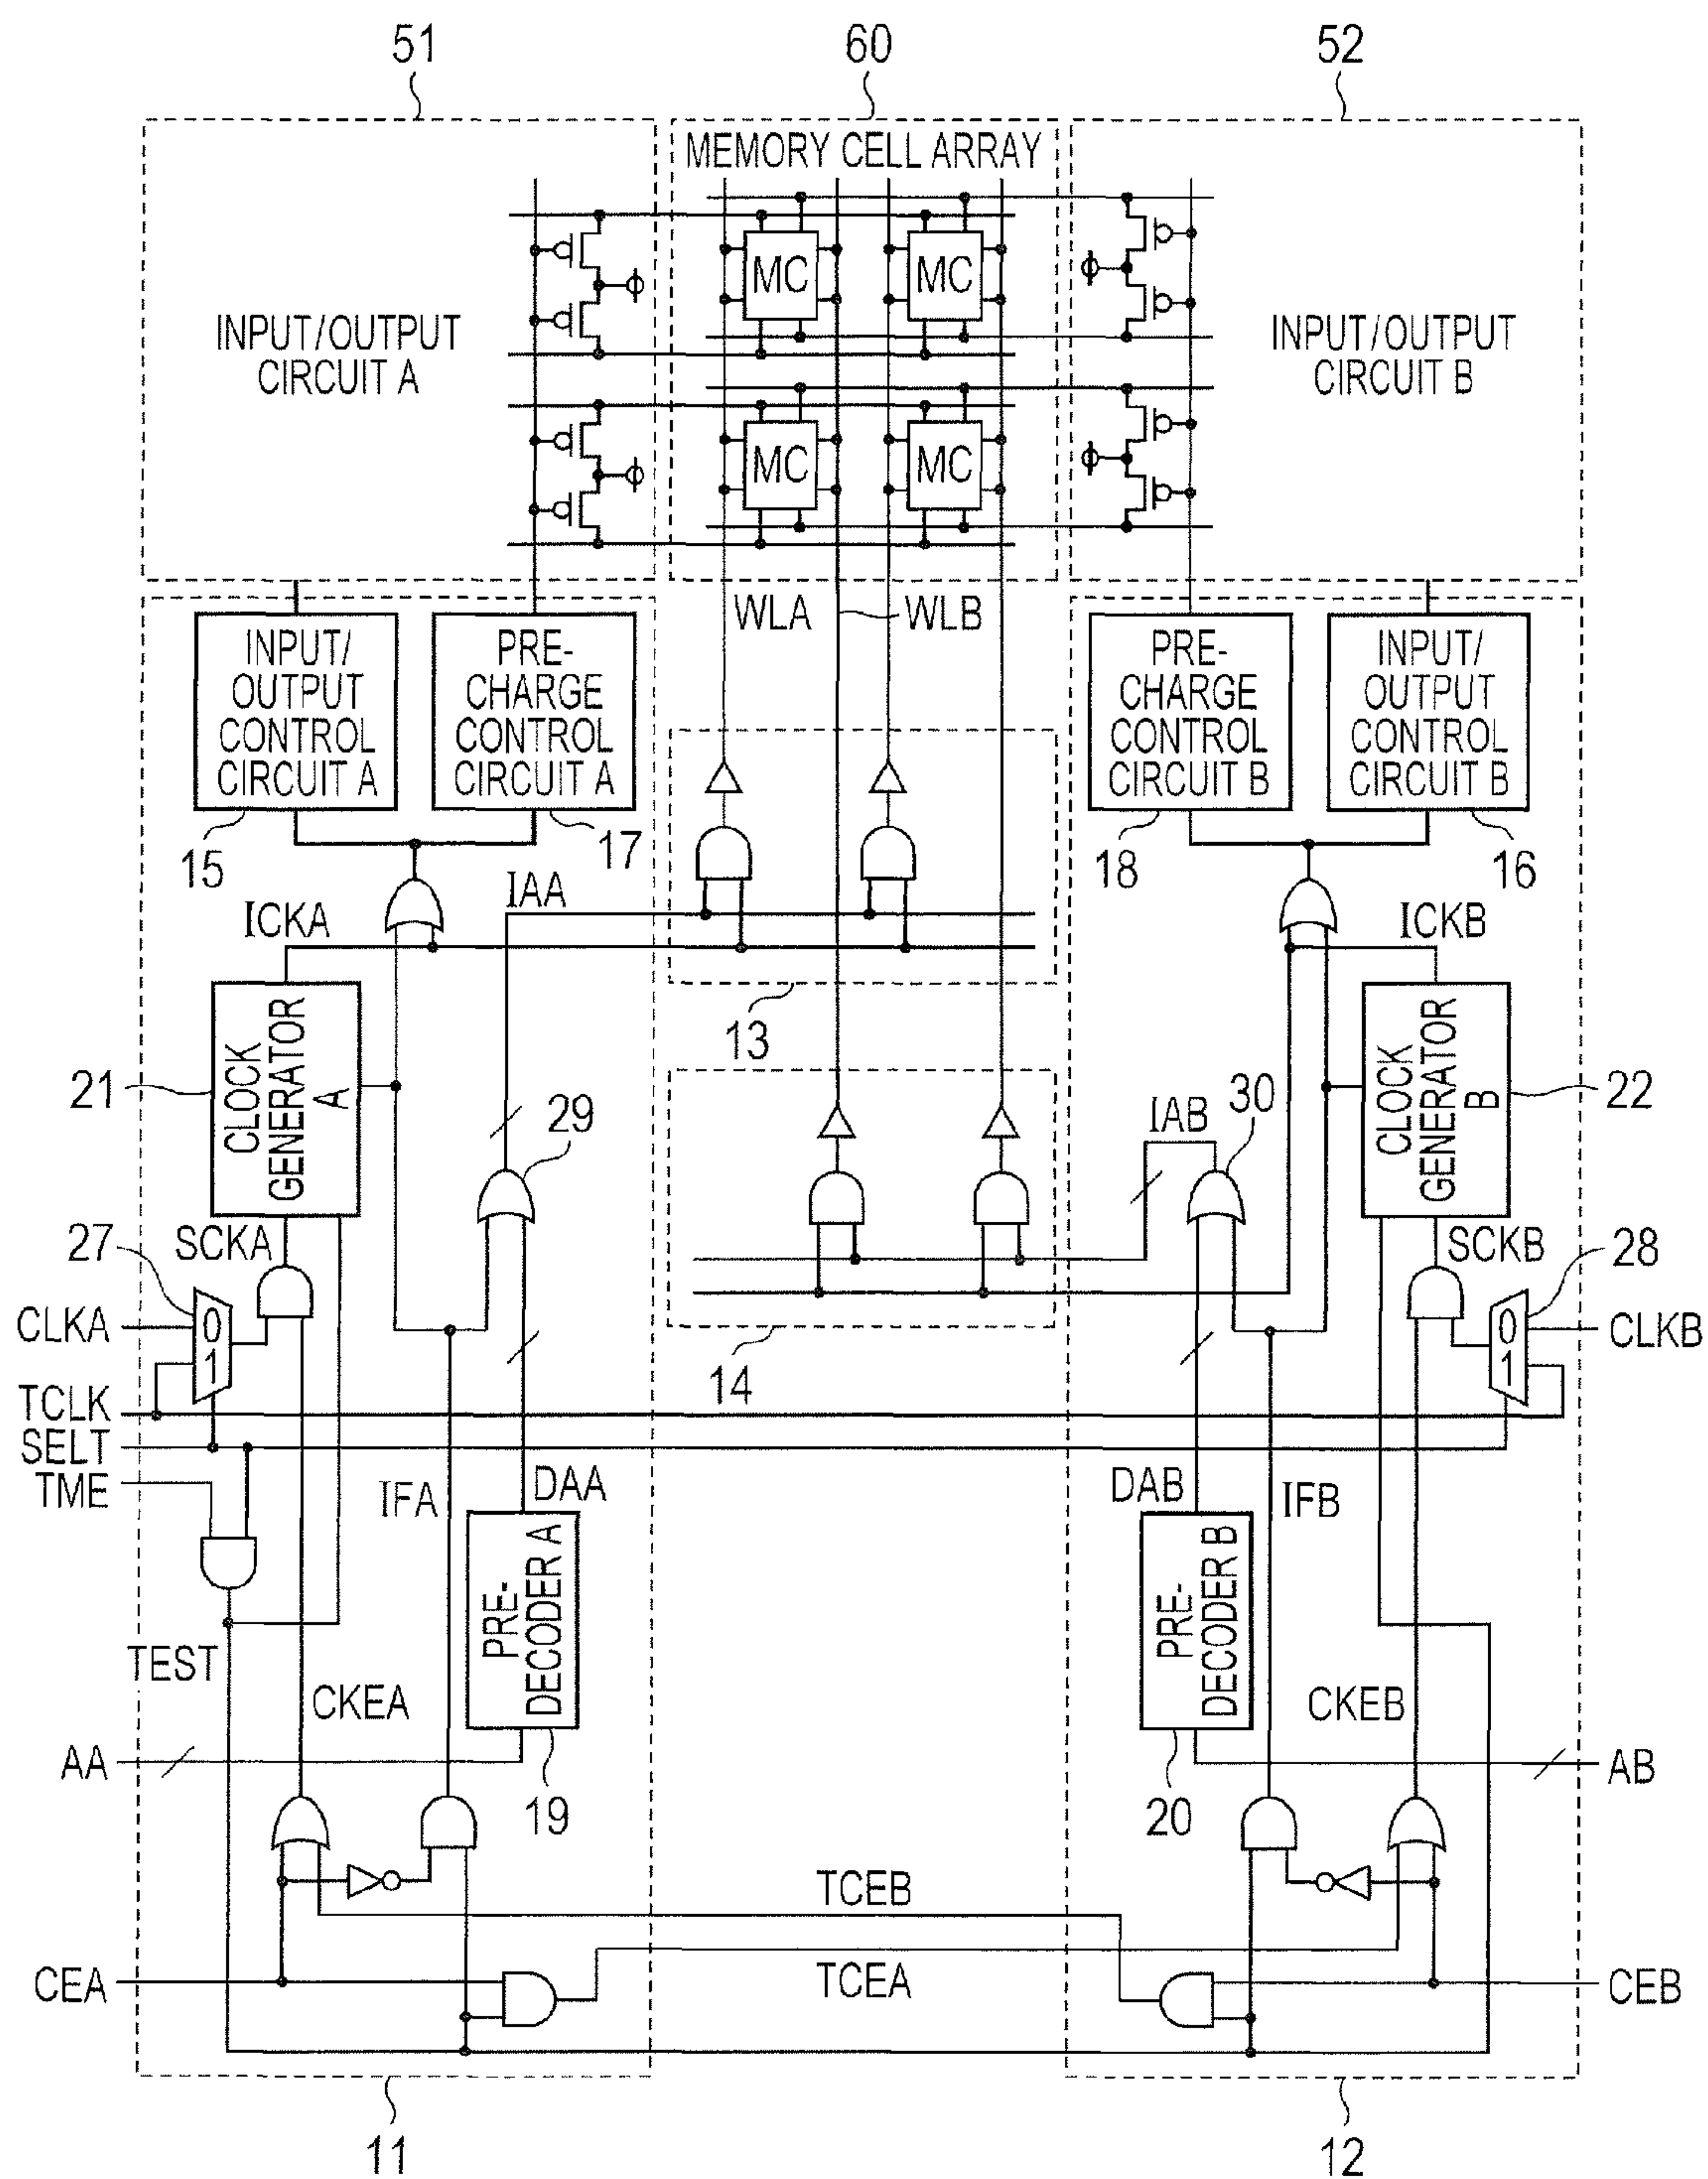 51
60
52
MEMORY CELL ARRAY
MC
MC
INPUT/OUTPUT
CIRCUIT A
INPUT/OUTPUT
CIRCUIT B
MC
MC
WLA
WLB
INPUT/
OUTPUT
CONTROL
CIRCUIT A
PRE-
CHARGE
CONTROL
CIRCUIT A
PRE-
CHARGE
CONTROL
CIRCUIT B
INPUT/
OUTPUT
CONTROL
CIRCUIT B
15
17
18
16
IAA
ICKA
ICKB
13
21
CLOCK
GENERATOR
A
29
IAB
30
CLOCK
GENERATOR
B
22
27
SCKA
SCKB
28
CLKA
0
1
0
1
CLKB
14
TCLK
SELT
TME
IFA
DAA
DAB
IFB
PRE-
DECODER A
PRE-
DECODER B
TEST
CKEA
CKEB
AA
AB
19
20
TCEB
CEA
TCEA
CEB
11
12